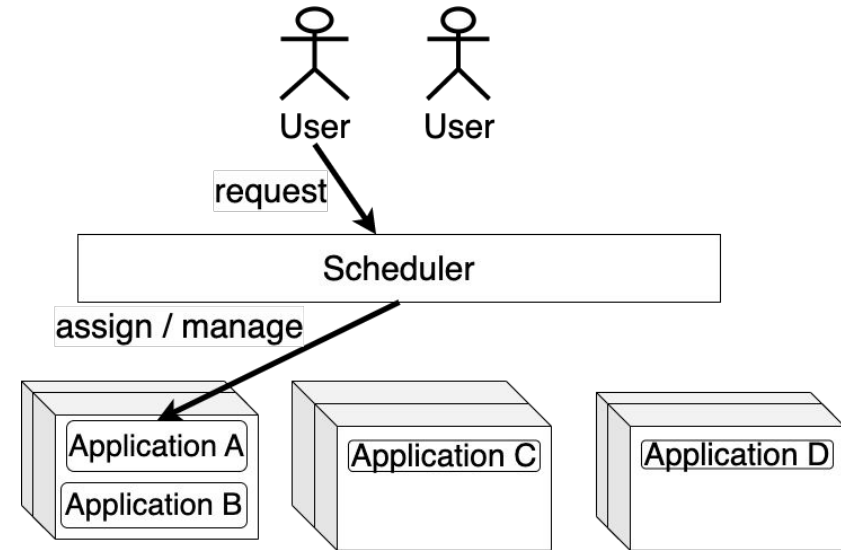 User
User
request
Scheduler
assign / manage
Application A
Application B
Application C
Application D